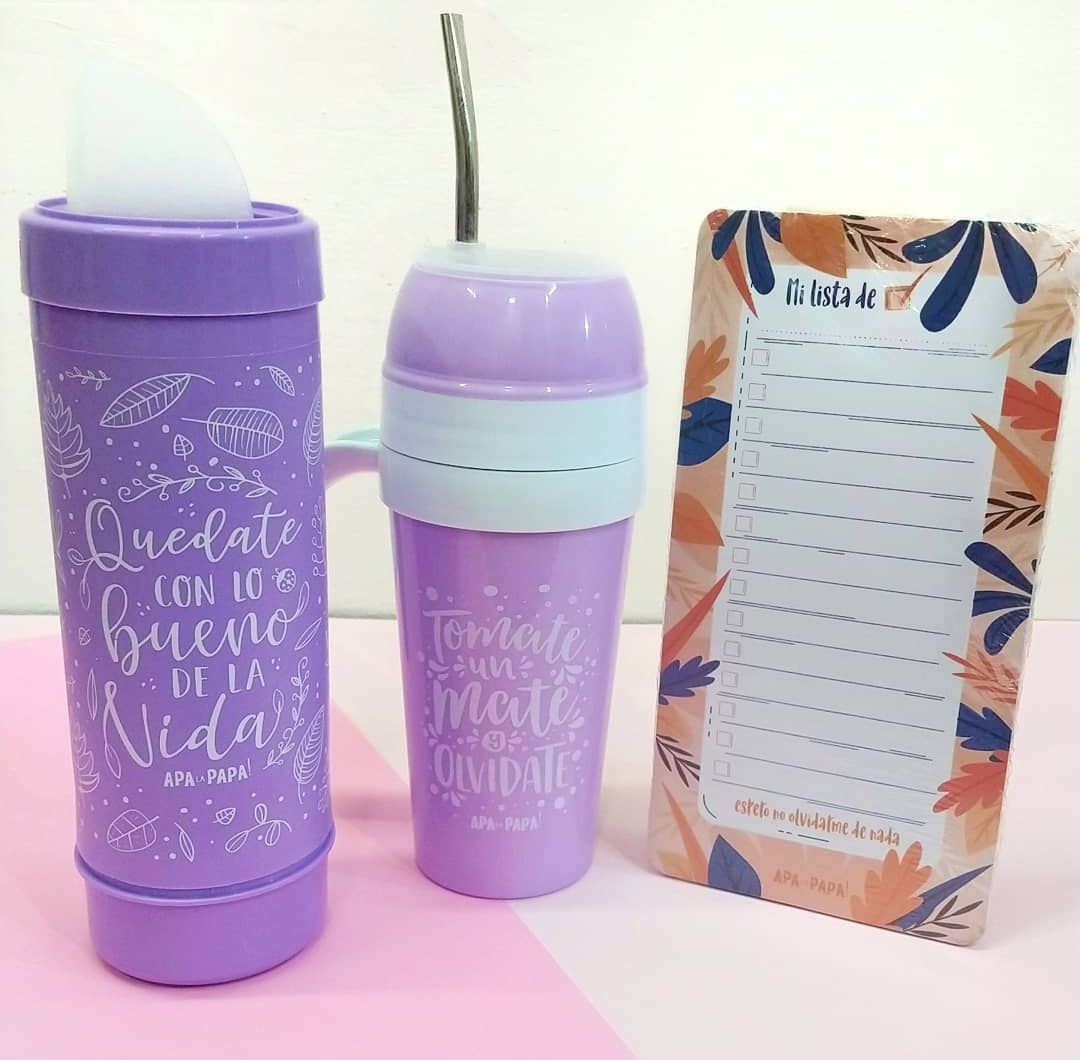 Quedate
CON LO
bueno
DE LA
Vida
APA LA PAPA!
Tomate
un
mate
y
OLVIDATE
APA LA PAPA!
Mi lista de
espero no olvidarme de nada
APA LA PAPA!